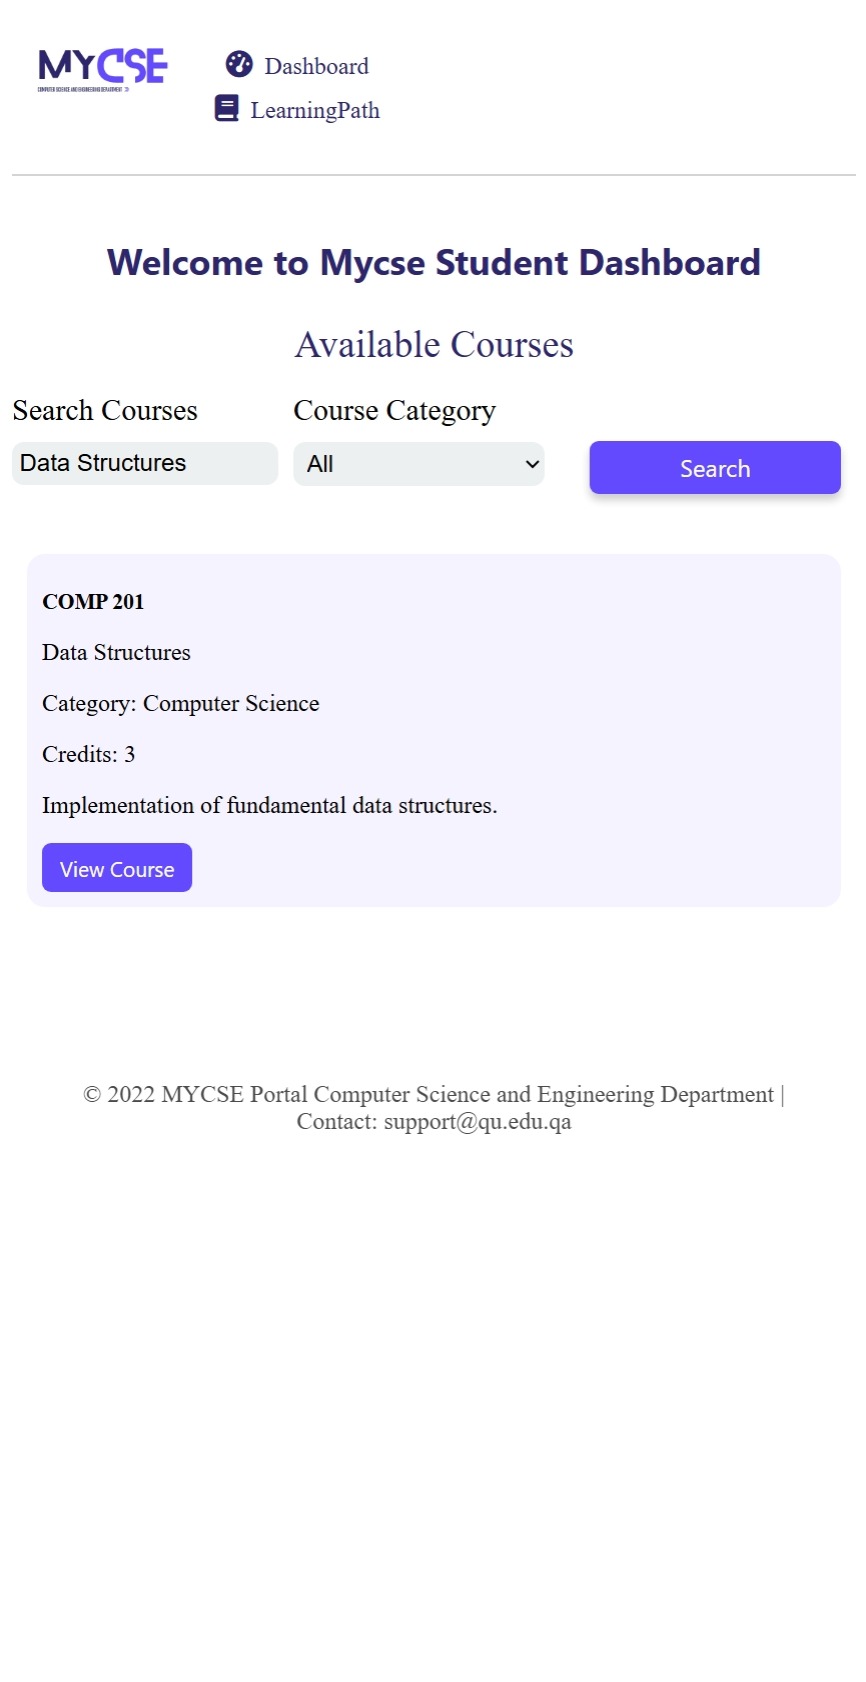 MYCSE
COMPUTER SCIENCE AND ENGINEERING DEPARTMENT
Dashboard
LearningPath
Welcome to Mycse Student Dashboard
Available Courses
Search Courses
Course Category
Data Structures
All
Search
COMP 201
Data Structures
Category: Computer Science
Credits: 3
Implementation of fundamental data structures.
View Course
© 2022 MYCSE Portal Computer Science and Engineering Department |
Contact: support@qu.edu.qa